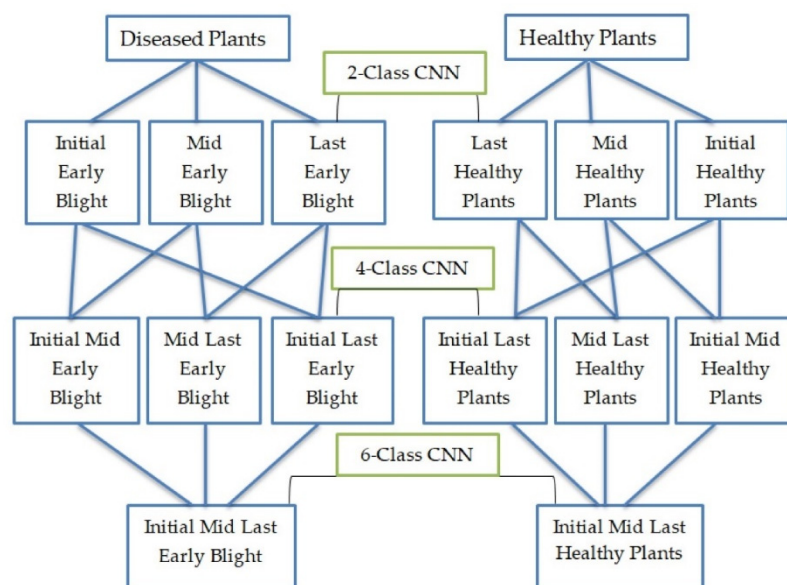 Diseased Plants
Healthy Plants
2-Class CNN
Initial
Early
Blight
Mid
Early
Blight
Last
Early
Blight
Last
Healthy
Plants
Mid
Healthy
Plants
Initial
Healthy
Plants
4-Class CNN
Initial Mid
Early
Blight
Mid Last
Early
Blight
Initial Last
Early
Blight
Initial Last
Healthy
Plants
Mid Last
Healthy
Plants
Initial Mid
Healthy
Plants
6-Class CNN
Initial Mid Last
Early Blight
Initial Mid Last
Healthy Plants